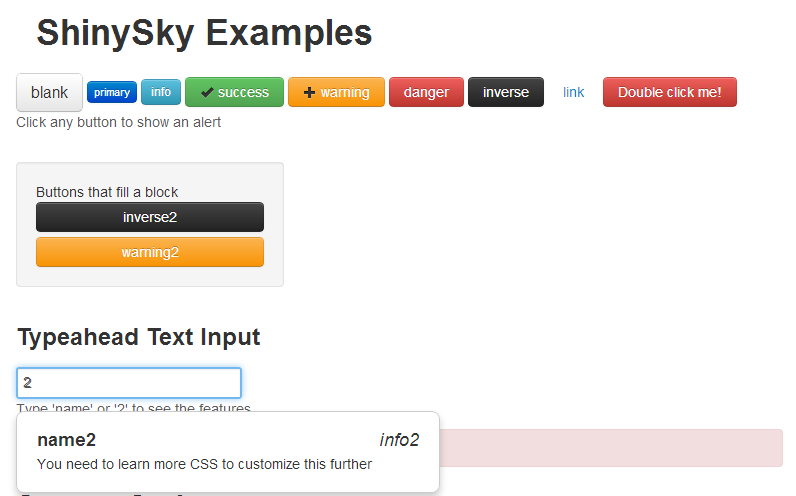 ShinySky Examples
blank primary info success warning danger inverse link Double click me!
Click any button to show an alert
Buttons that fill a block
inverse2
warning2
Typeahead Text Input
2
Type 'name' or '2' to see the features
name2 info2
You need to learn more CSS to customize this further